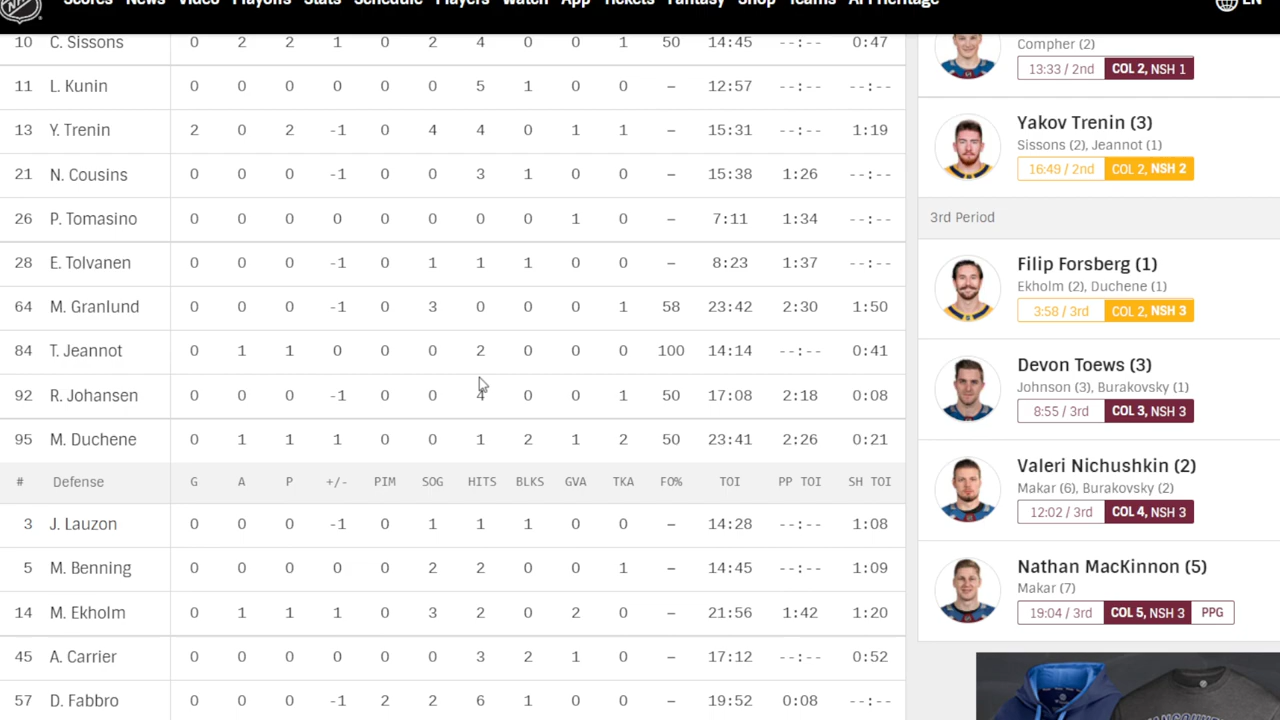 Scores News Video Playoffs Stats Schedule Players Watch App Tickets Fantasy Shop Teams EN
10 C. Sissons 0 2 2 1 0 2 4 0 0 1 50 14:45 --:-- 0:47
11 L. Kunin 0 0 0 0 0 0 5 1 0 0 – 12:57 --:-- --:--
13 Y. Trenin 2 0 2 -1 0 4 4 0 1 1 – 15:31 --:-- 1:19
21 N. Cousins 0 0 0 -1 0 0 3 1 0 0 – 15:38 1:26 --:--
26 P. Tomasino 0 0 0 0 0 0 0 0 1 0 – 7:11 1:34 --:--
28 E. Tolvanen 0 0 0 -1 0 1 1 1 0 0 – 8:23 1:37 --:--
64 M. Granlund 0 0 0 -1 0 3 0 0 0 1 58 23:42 2:30 1:50
84 T. Jeannot 0 1 1 0 0 0 2 0 0 0 100 14:14 --:-- 0:41
92 R. Johansen 0 0 0 -1 0 0 4 0 0 1 50 17:08 2:18 0:08
95 M. Duchene 0 1 1 1 0 0 1 2 1 2 50 23:41 2:26 0:21
# Defense G A P +/- PIM SOG HITS BLKS GVA TKA FO% TOI PP TOI SH TOI
3 J. Lauzon 0 0 0 -1 0 1 1 1 0 0 – 14:28 --:-- 1:08
5 M. Benning 0 0 0 0 0 2 2 0 0 1 – 14:45 --:-- 1:09
14 M. Ekholm 0 1 1 1 0 3 2 0 2 0 – 21:56 1:42 1:20
45 A. Carrier 0 0 0 0 0 0 3 2 1 0 – 17:12 --:-- 0:52
57 D. Fabbro 0 0 0 -1 2 2 6 1 0 0 – 19:52 0:08 --:--
Compher (2)
13:33 / 2nd COL 2, NSH 1
Yakov Trenin (3)
Sissons (2), Jeannot (1)
16:49 / 2nd COL 2, NSH 2
3rd Period
Filip Forsberg (1)
Ekholm (2), Duchene (1)
3:58 / 3rd COL 2, NSH 3
Devon Toews (3)
Johnson (3), Burakovsky (1)
8:55 / 3rd COL 3, NSH 3
Valeri Nichushkin (2)
Makar (6), Burakovsky (2)
12:02 / 3rd COL 4, NSH 3
Nathan MacKinnon (5)
Makar (7)
19:04 / 3rd COL 5, NSH 3 PPG